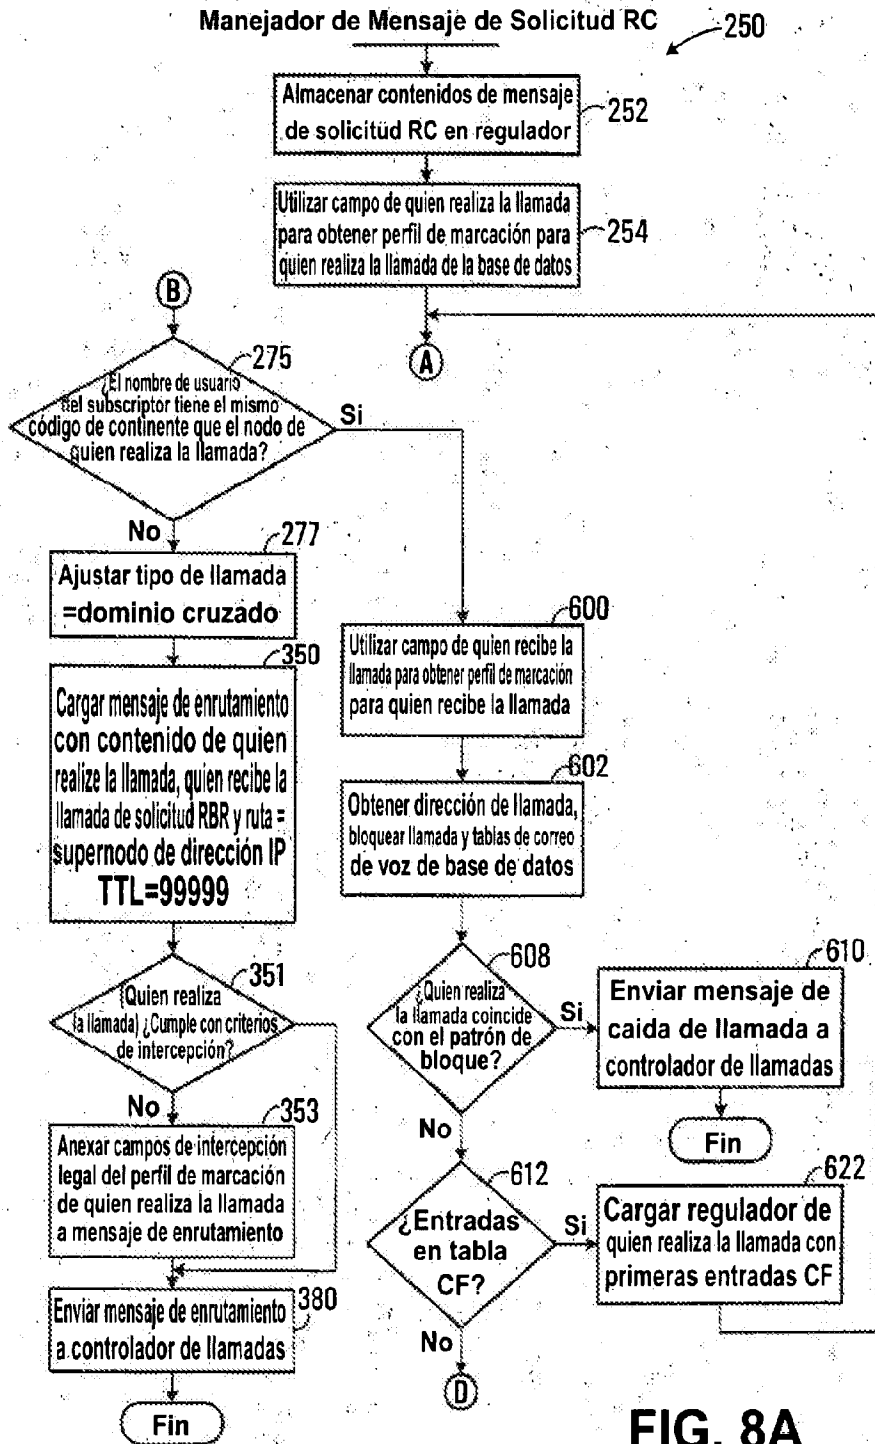 Manejador de Mensaje de Solicitud RC
250
Almacenar contenidos de mensaje
de solicitud RC en regulador
252
Utilizar campo de quien realiza la llamada
para obtener perfil de marcación para
quien realiza la llamada de la base de datos
254
A
B
275
¿El nombre de usuario
del subscriptor tiene el mismo
código de continente que el nodo de
quien realiza la llamada?
Si
No
277
Ajustar tipo de llamada
=dominio cruzado
350
Cargar mensaje de enrutamiento
con contenido de quien
realize la llamada, quien recibe la
llamada de solicitud RBR y ruta =
supernodo de dirección IP
TTL=99999
351
(Quien realiza
la llamada) ¿Cumple con criterios
de intercepción?
No
353
Anexar campos de intercepción
legal del perfil de marcación
de quien realiza la llamada
a mensaje de enrutamiento
380
Enviar mensaje de enrutamiento
a controlador de llamadas
Fin
600
Utilizar campo de quien recibe la
llamada para obtener perfil de marcación
para quien recibe la llamada
602
Obtener dirección de llamada,
bloquear llamada y tablas de correo
de voz de base de datos
608
¿Quien realiza
la llamada coincide
con el patrón de
bloque?
Si
No
610
Enviar mensaje de
caida de llamada a
controlador de llamadas
Fin
612
¿Entradas
en tabla
CF?
Si
No
622
Cargar regulador de
quien realiza la llamada con
primeras entradas CF
D
FIG. 8A